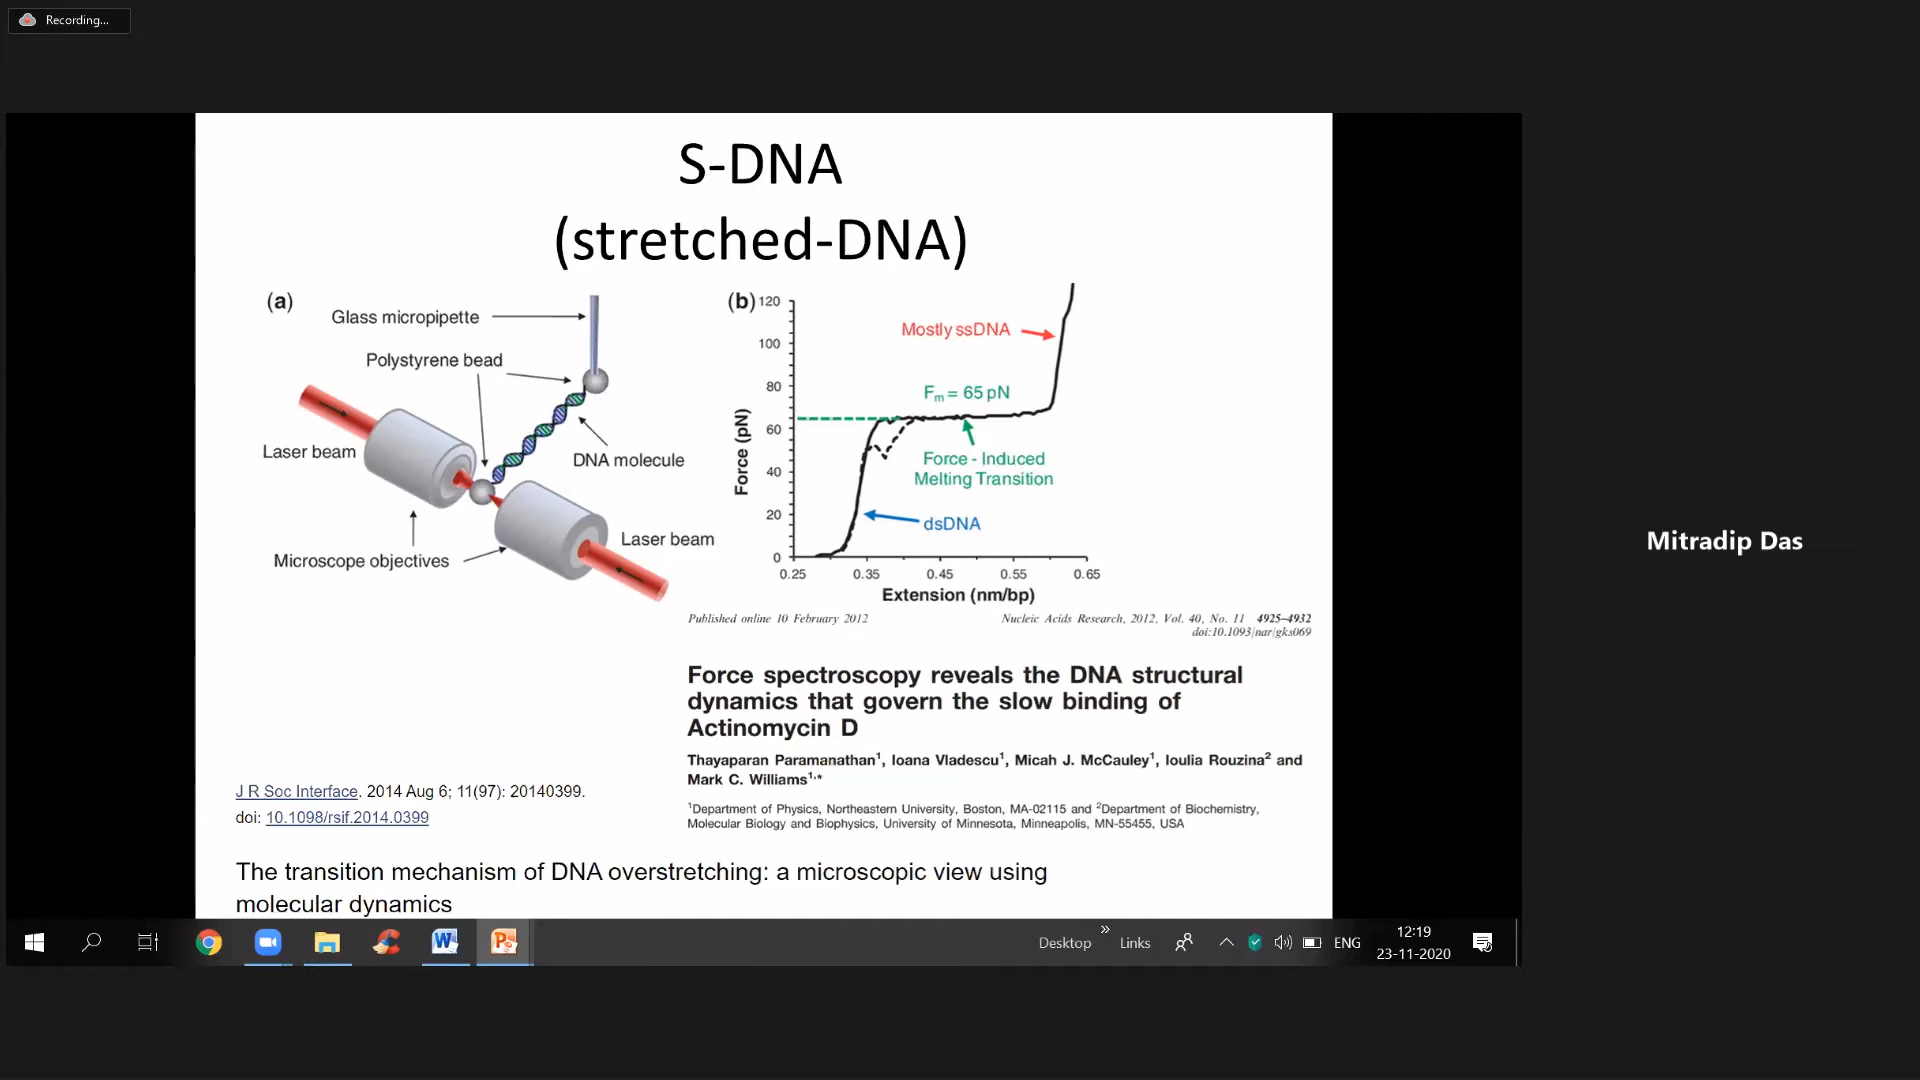 Recording...
S-DNA
(stretched-DNA)
(a)
Glass micropipette
Polystyrene bead
Laser beam
DNA molecule
Laser beam
Microscope objectives
(b)
120
100
80
60
40
20
0
Force (pN)
Mostly ssDNA
Fm = 65 pN
Force - Induced
Melting Transition
dsDNA
0.25 0.35 0.45 0.55 0.65
Extension (nm/bp)
Published online 10 February 2012
Nucleic Acids Research, 2012, Vol. 40, No. 11 4925–4932
doi:10.1093/nar/gks069
Force spectroscopy reveals the DNA structural
dynamics that govern the slow binding of
Actinomycin D
Thayaparan Paramanathan1, Ioana Vladescu1, Micah J. McCauley1, Ioulia Rouzina2 and
Mark C. Williams1,*
1Department of Physics, Northeastern University, Boston, MA-02115 and 2Department of Biochemistry,
Molecular Biology and Biophysics, University of Minnesota, Minneapolis, MN-55455, USA
J R Soc Interface. 2014 Aug 6; 11(97): 20140399.
doi: 10.1098/rsif.2014.0399
The transition mechanism of DNA overstretching: a microscopic view using
molecular dynamics
Mitradip Das
Desktop » Links ENG
12:19
23-11-2020